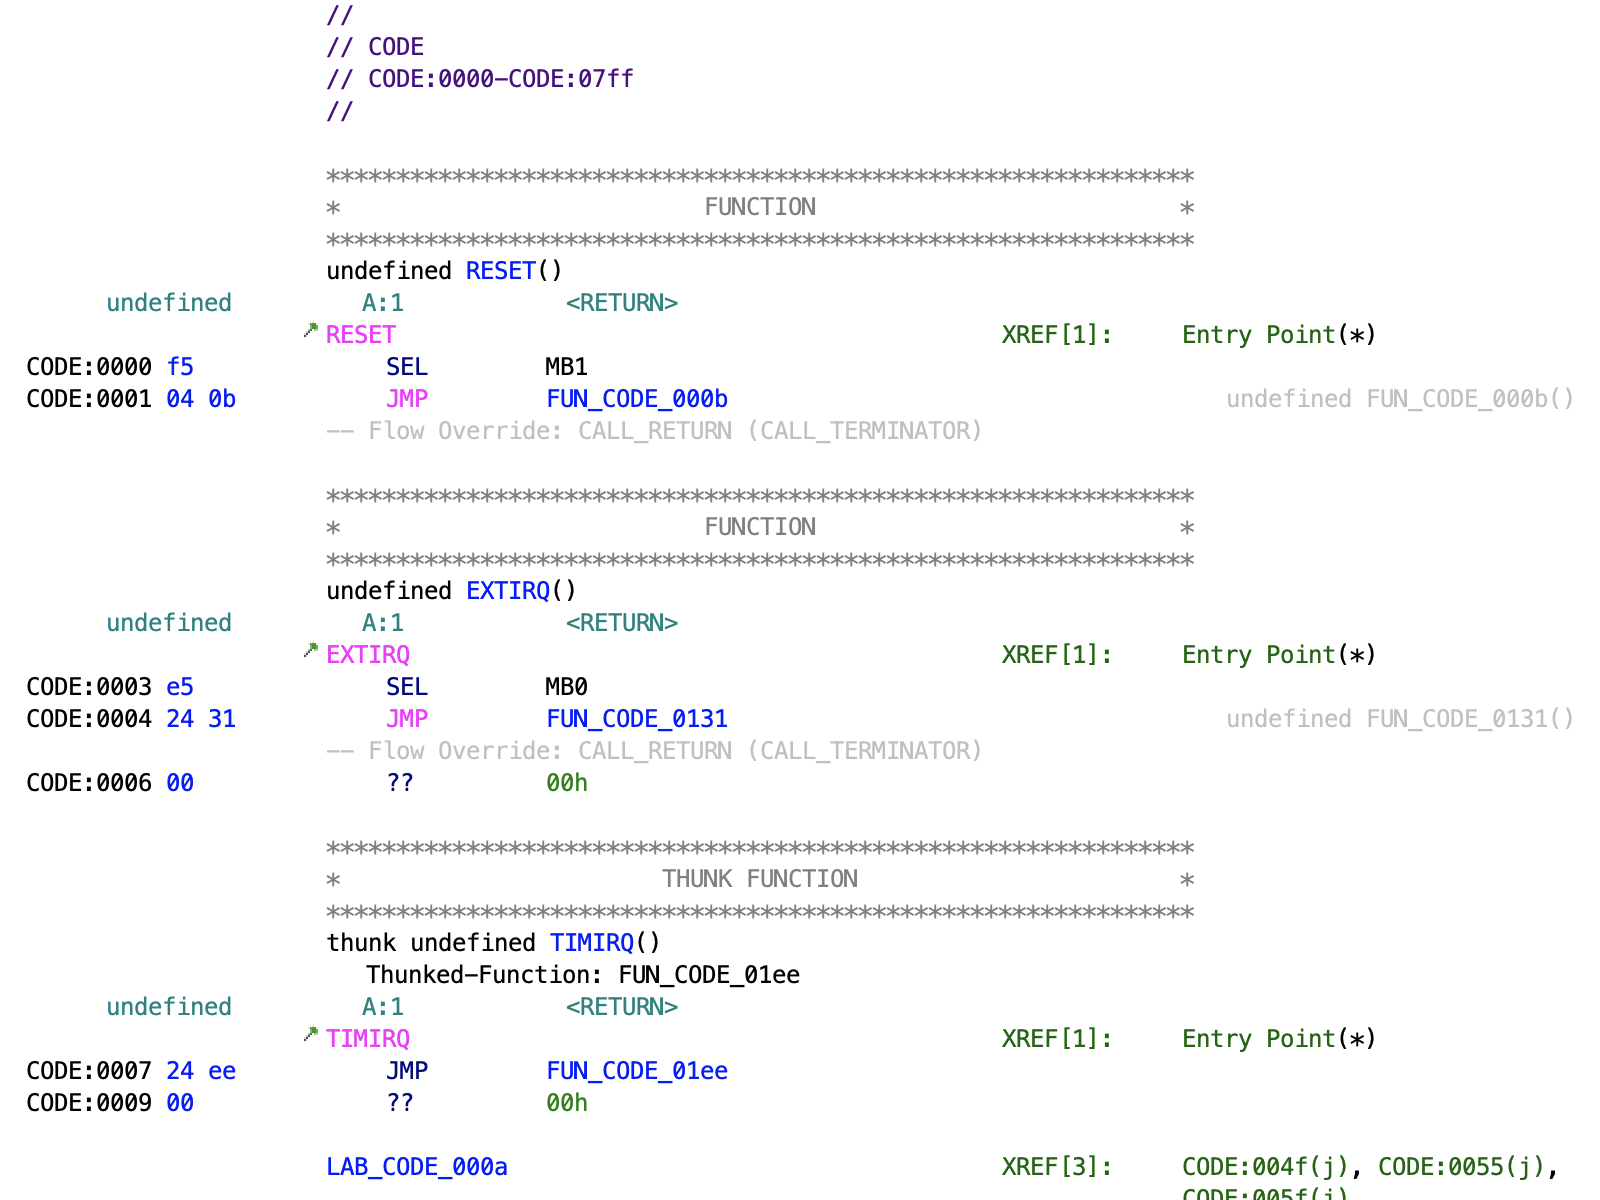 //
// CODE
// CODE:0000-CODE:07ff
//
**************************************************************
* FUNCTION *
**************************************************************
undefined RESET()
undefined A:1 <RETURN>
RESET XREF[1]: Entry Point(*)
CODE:0000 f5 SEL MB1
CODE:0001 04 0b JMP FUN_CODE_000b undefined FUN_CODE_000b()
-- Flow Override: CALL_RETURN (CALL_TERMINATOR)
**************************************************************
* FUNCTION *
**************************************************************
undefined EXTIRQ()
undefined A:1 <RETURN>
EXTIRQ XREF[1]: Entry Point(*)
CODE:0003 e5 SEL MB0
CODE:0004 24 31 JMP FUN_CODE_0131 undefined FUN_CODE_0131()
-- Flow Override: CALL_RETURN (CALL_TERMINATOR)
CODE:0006 00 ?? 00h
**************************************************************
* THUNK FUNCTION *
**************************************************************
thunk undefined TIMIRQ()
Thunked-Function: FUN_CODE_01ee
undefined A:1 <RETURN>
TIMIRQ XREF[1]: Entry Point(*)
CODE:0007 24 ee JMP FUN_CODE_01ee
CODE:0009 00 ?? 00h
LAB_CODE_000a XREF[3]: CODE:004f(j), CODE:0055(j),
CODE:005f(j)